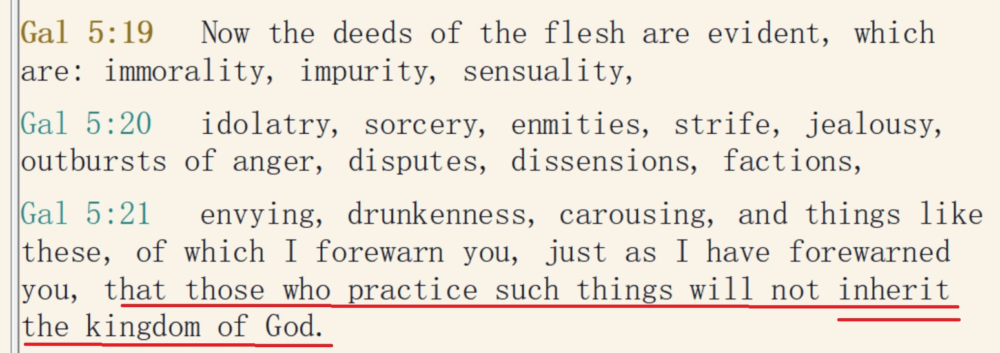 Gal 5:19 Now the deeds of the flesh are evident, which
are: immorality, impurity, sensuality,
Gal 5:20 idolatry, sorcery, enmities, strife, jealousy,
outbursts of anger, disputes, dissensions, factions,
Gal 5:21 envying, drunkenness, carousing, and things like
these, of which I forewarn you, just as I have forewarned
you, that those who practice such things will not inherit
the kingdom of God.